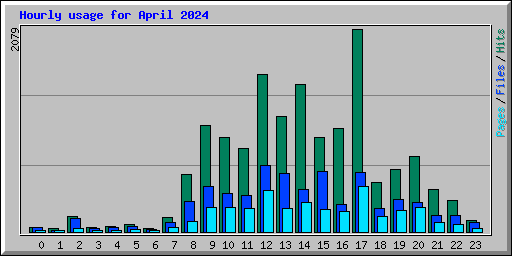 Hourly usage for April 2024
2079
Pages / Files / Hits
0 1 2 3 4 5 6 7 8 9 10 11 12 13 14 15 16 17 18 19 20 21 22 23